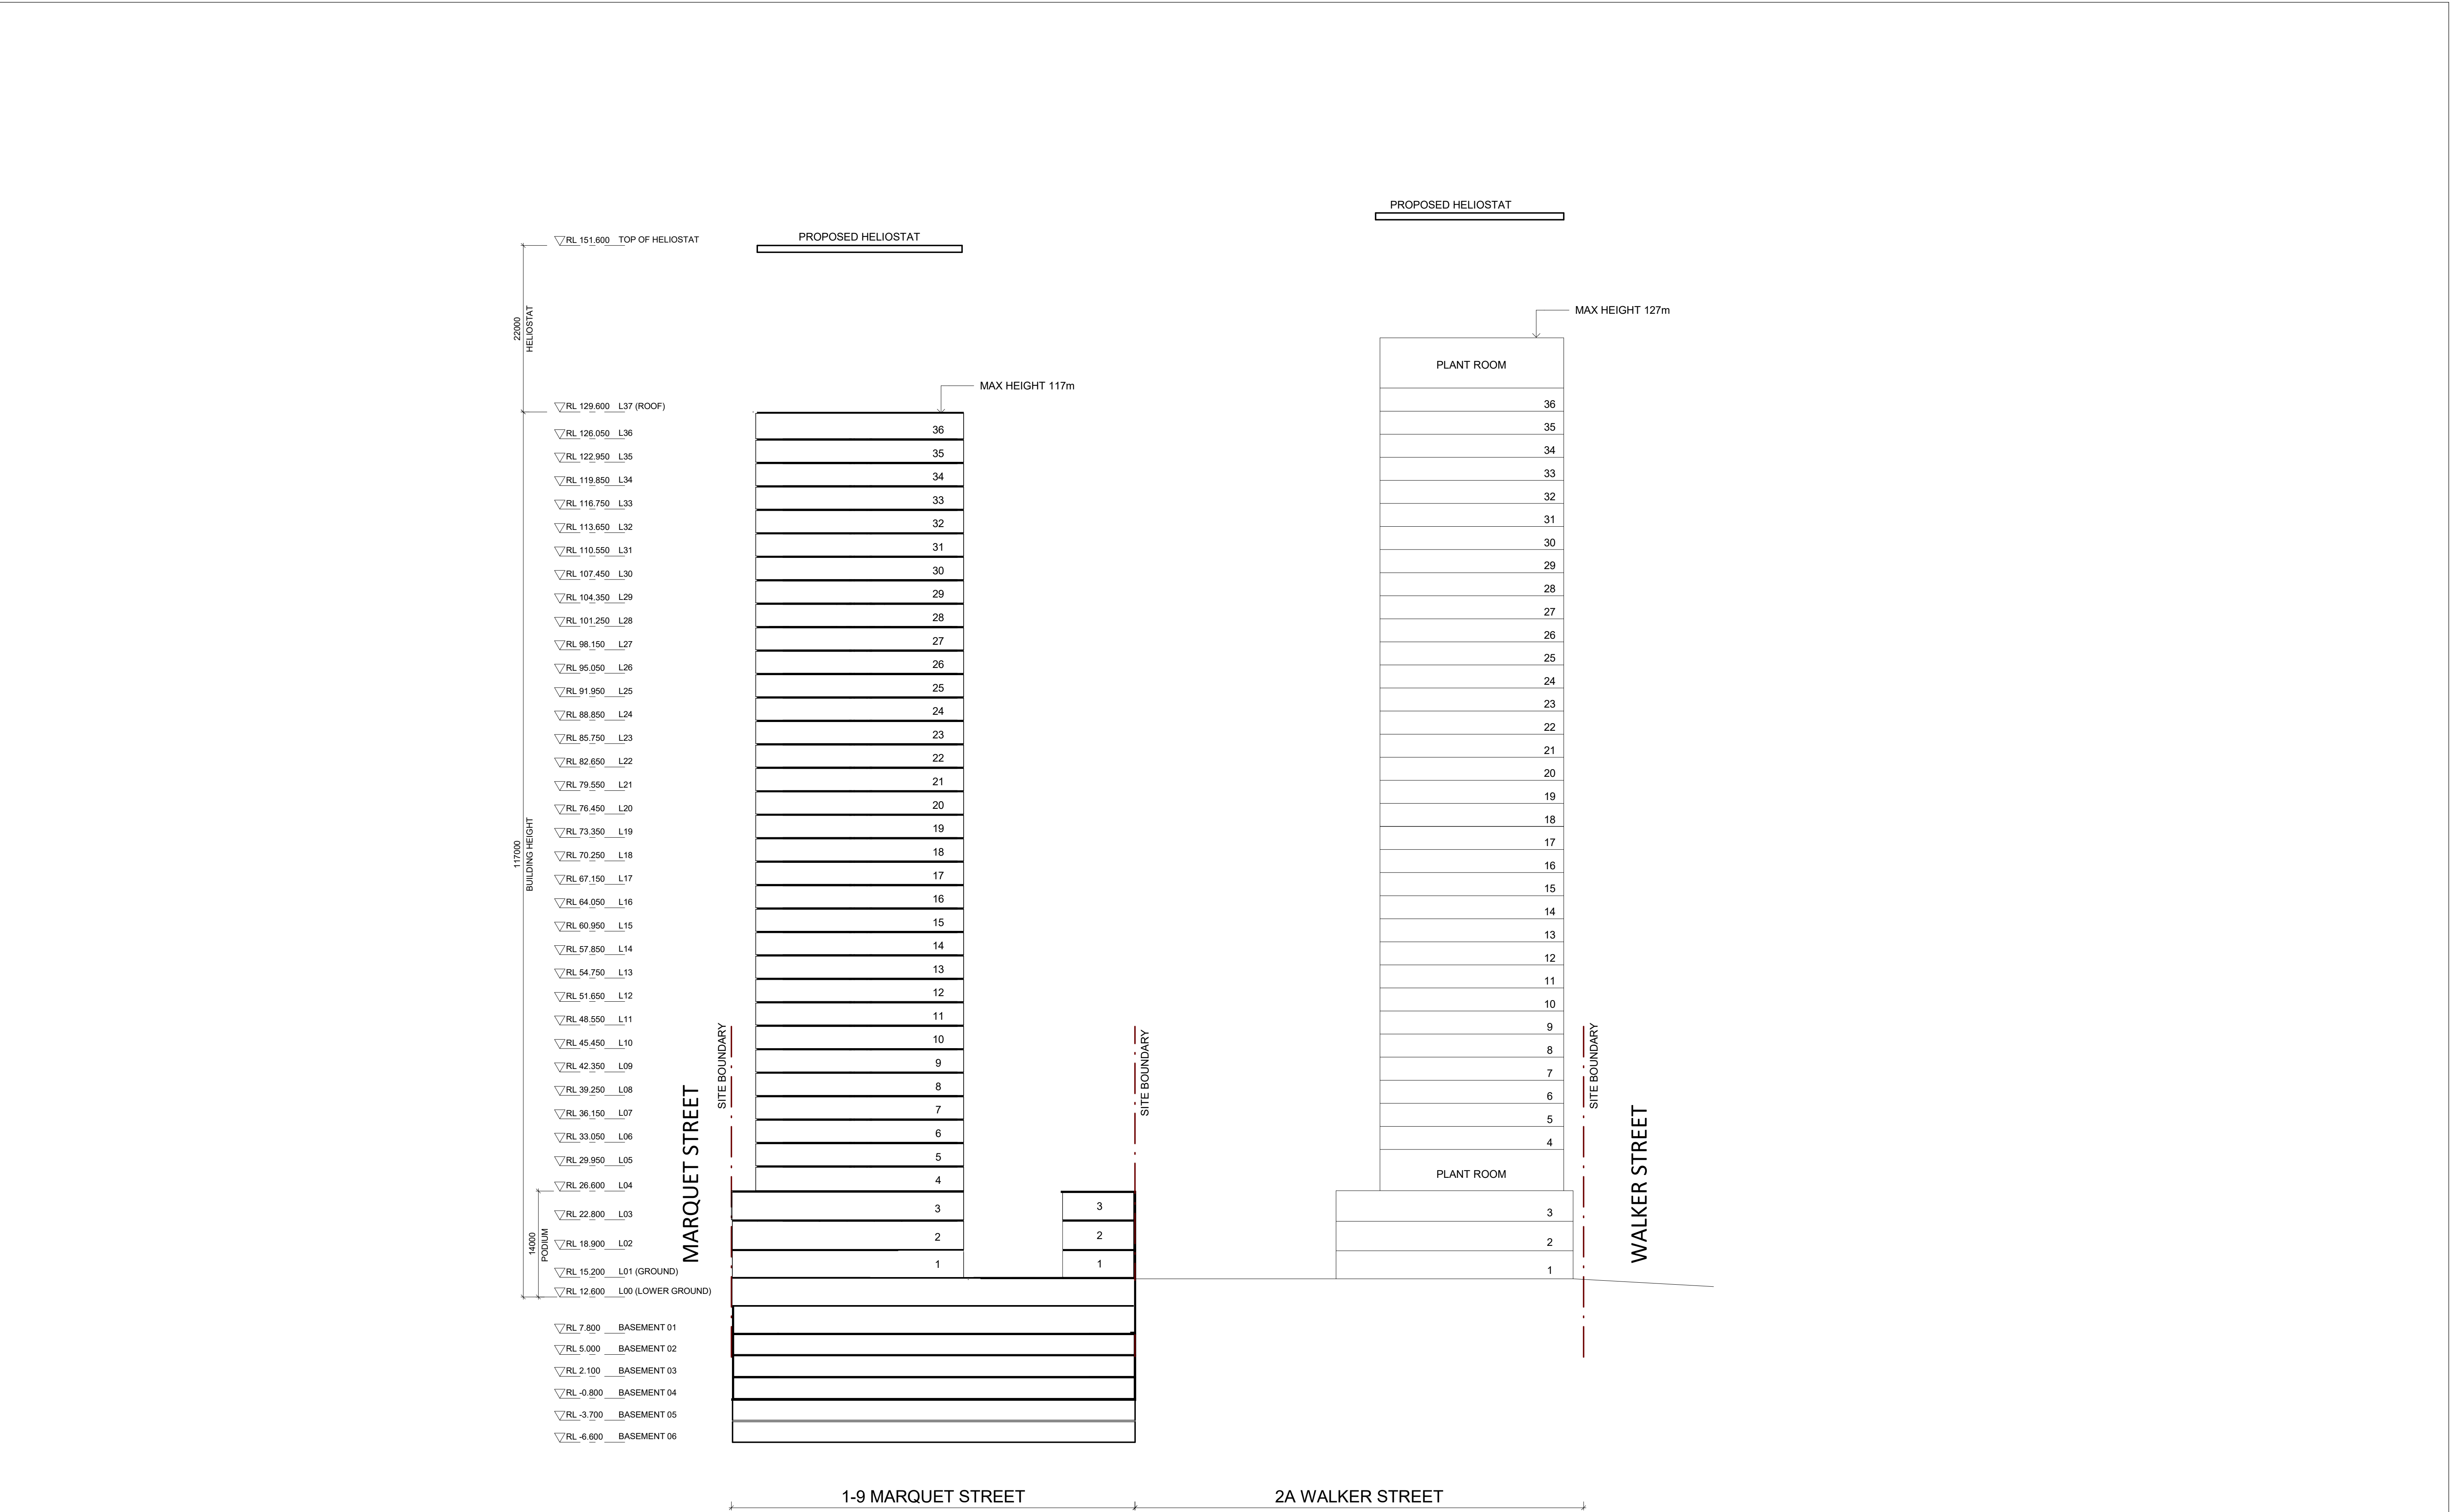 PROPOSED HELIOSTAT
RL 151.600 TOP OF HELIOSTAT
PROPOSED HELIOSTAT
22000
HELIOSTAT
MAX HEIGHT 127m
PLANT ROOM
MAX HEIGHT 117m
RL 129.600 L37 (ROOF)
36
RL 126.050 L36
36
35
RL 122.950 L35
35
34
RL 119.850 L34
34
33
RL 116.750 L33
33
32
RL 113.650 L32
32
31
RL 110.550 L31
31
30
RL 107.450 L30
30
29
RL 104.350 L29
29
28
RL 101.250 L28
28
27
RL 98.150 L27
27
26
RL 95.050 L26
26
25
RL 91.950 L25
25
24
RL 88.850 L24
24
23
RL 85.750 L23
23
22
RL 82.650 L22
22
21
RL 79.550 L21
21
20
RL 76.450 L20
20
19
RL 73.350 L19
19
18
117000
BUILDING HEIGHT
RL 70.250 L18
18
17
RL 67.150 L17
17
16
RL 64.050 L16
16
15
RL 60.950 L15
15
14
RL 57.850 L14
14
13
RL 54.750 L13
13
12
RL 51.650 L12
12
11
RL 48.550 L11
11
10
RL 45.450 L10
10
9
RL 42.350 L09
9
8
RL 39.250 L08
8
7
RL 36.150 L07
7
6
RL 33.050 L06
6
5
RL 29.950 L05
5
4
RL 26.600 L04
4
PLANT ROOM
SITE BOUNDARY
SITE BOUNDARY
SITE BOUNDARY
MARQUET STREET
WALKER STREET
RL 22.800 L03
3
3
3
RL 18.900 L02
2
2
2
14000
PODIUM
RL 15.200 L01 (GROUND)
1
1
1
RL 12.600 L00 (LOWER GROUND)
RL 7.800 BASEMENT 01
RL 5.000 BASEMENT 02
RL 2.100 BASEMENT 03
RL -0.800 BASEMENT 04
RL -3.700 BASEMENT 05
RL -6.600 BASEMENT 06
1-9 MARQUET STREET
2A WALKER STREET